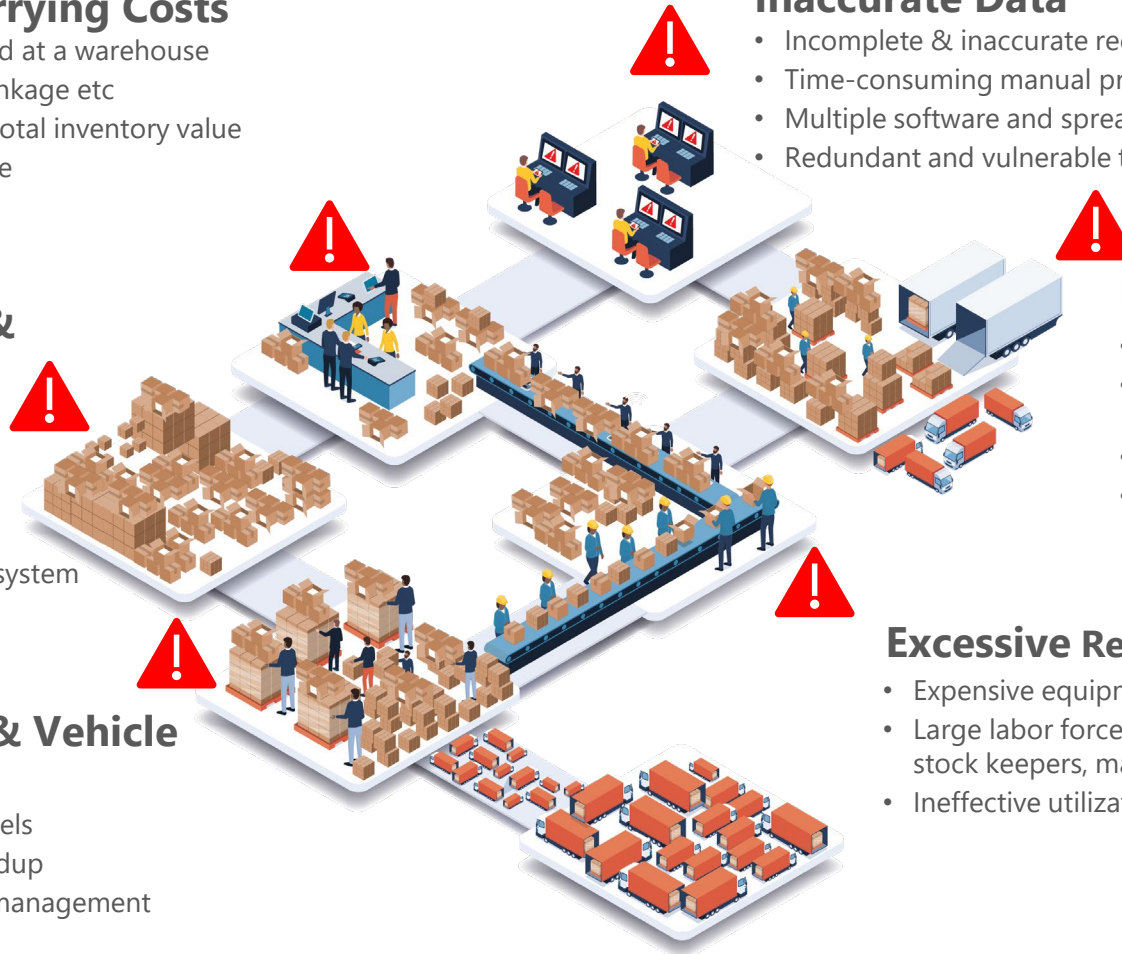 rrying Costs
d at a warehouse
nkage etc
otal inventory value
e
Inaccurate Data
• Incomplete & inaccurate re
• Time-consuming manual pr
• Multiple software and sprea
• Redundant and vulnerable t
&
system
& Vehicle
els
dup
management
Excessive Re
• Expensive equipn
• Large labor force
stock keepers, ma
• Ineffective utiliza